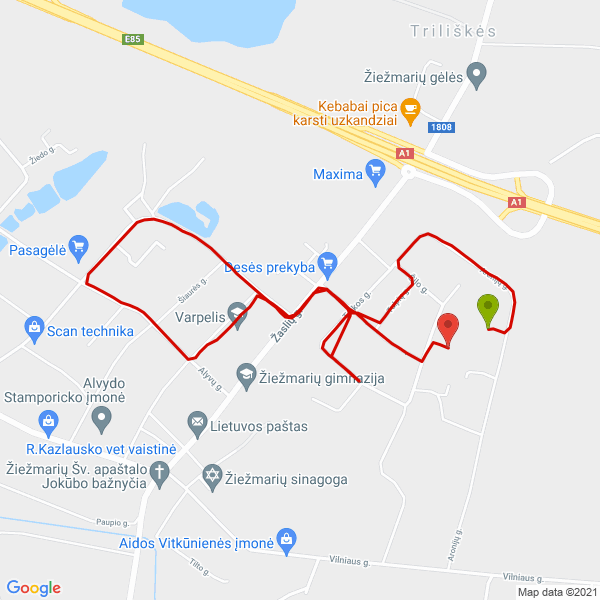 Triliškės
E85
Žiežmarių gėlės
Kebabai pica
karsti uzkandziai
1808
A1
Žiedo g.
Maxima
A1
Pasagėlė
Desės prekyba
Šilo g.
Šiaurės g.
Varpelis
Žaslių g.
Scan technika
Alyvų g.
Žiežmarių gimnazija
Alvydo
Stamporicko įmonė
Lietuvos paštas
R.Kazlausko vet vaistinė
Žiežmarių Šv. apaštalo
Jokūbo bažnyčia
Žiežmarių sinagoga
Paupio g.
Aidos Vitkūnienės įmonė
Aronijų g.
Tilto g.
Vilniaus g.
Vilniaus g.
Google
Map data ©2021